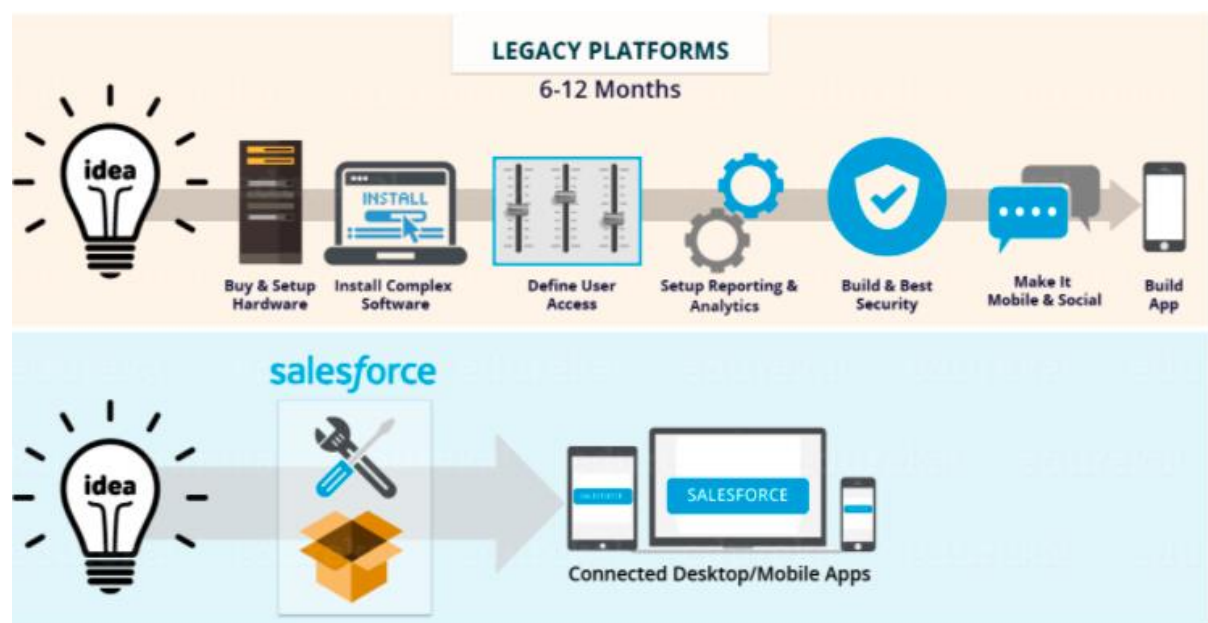 LEGACY PLATFORMS
6-12 Months
idea
INSTALL
Buy & Setup
Hardware
Install Complex
Software
Define User
Access
Setup Reporting &
Analytics
Build & Best
Security
Make It
Mobile & Social
Build
App
salesforce
idea
SALESFORCE
Connected Desktop/Mobile Apps